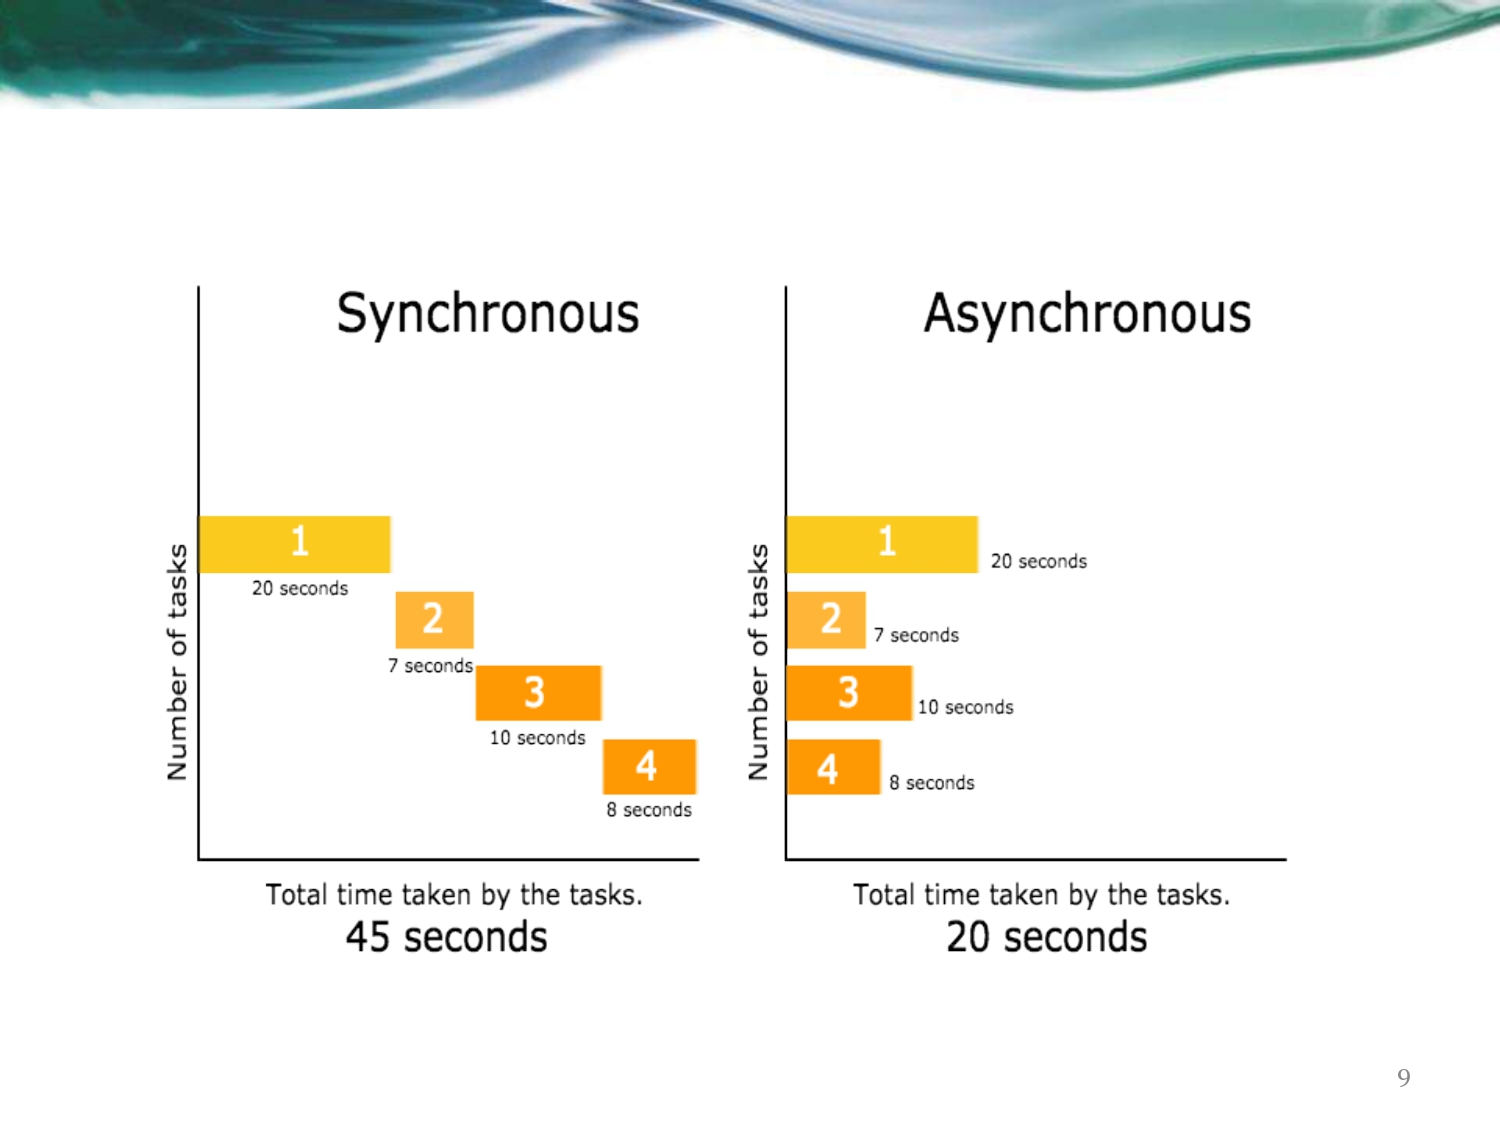 Synchronous
Number of tasks
1
20 seconds
2
7 seconds
3
10 seconds
4
8 seconds
Total time taken by the tasks.
45 seconds
Asynchronous
Number of tasks
1
20 seconds
2
7 seconds
3
10 seconds
4
8 seconds
Total time taken by the tasks.
20 seconds
9